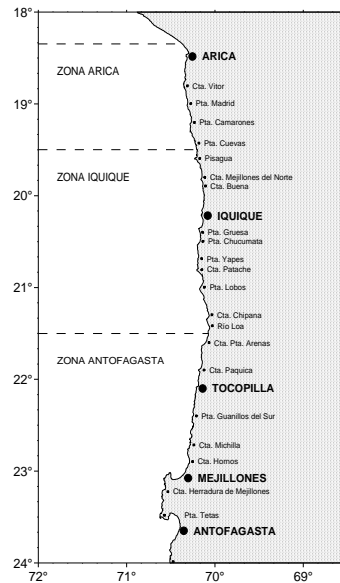 18°
ARICA
ZONA ARICA
Cta. Vitor
19°
Pta. Madrid
Pta. Camarones
Pta. Cuevas
Pisagua
ZONA IQUIQUE
Cta. Mejillones del Norte
Cta. Buena
20°
IQUIQUE
Pta. Gruesa
Pta. Chucumata
Pta. Yapes
Cta. Patache
21°
Pta. Lobos
Cta. Chipana
Río Loa
Cta. Pta. Arenas
ZONA ANTOFAGASTA
Cta. Paquica
22°
TOCOPILLA
Pta. Guanillos del Sur
Cta. Michilla
Cta. Hornos
23°
MEJILLONES
Cta. Herradura de Mejillones
Pta. Tetas
ANTOFAGASTA
24°
72° 71° 70° 69°